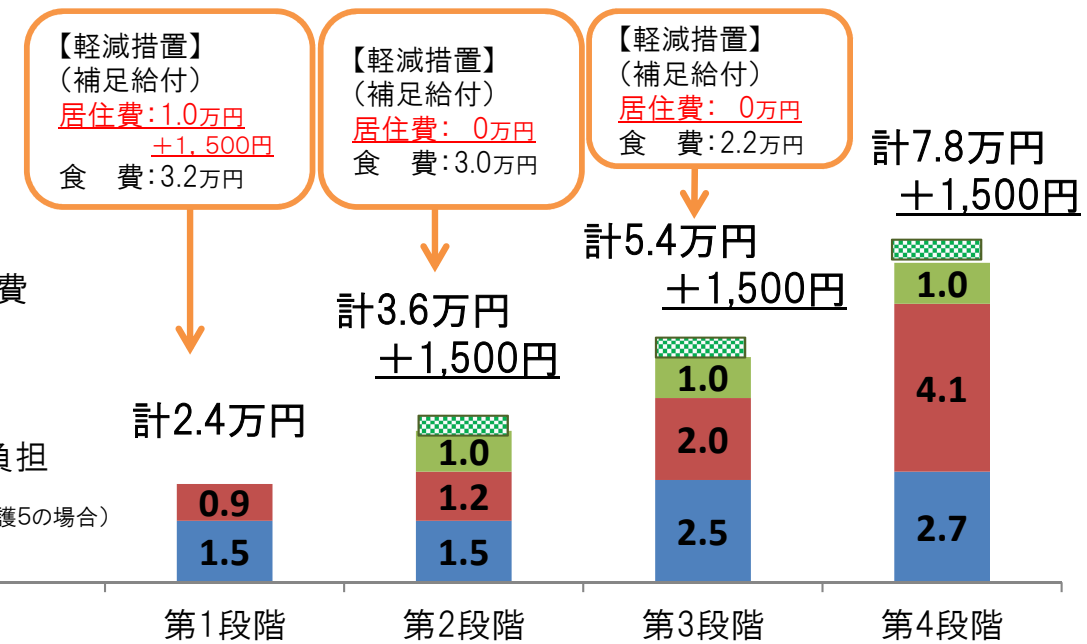 【軽減措置】
（補足給付）
居住費：1.0万円
＋1，500円
食　費：3.2万円
【軽減措置】
（補足給付）
居住費：　0万円
食　費：3.0万円
【軽減措置】
（補足給付）
居住費：　0万円
食　費：2.2万円
計7.8万円
＋1,500円
計5.4万円
＋1,500円
計3.6万円
＋1,500円
計2.4万円
費
負担
護5の場合）
0.9
1.5
1.0
1.2
1.5
1.0
2.0
2.5
1.0
4.1
2.7
第1段階
第2段階
第3段階
第4段階